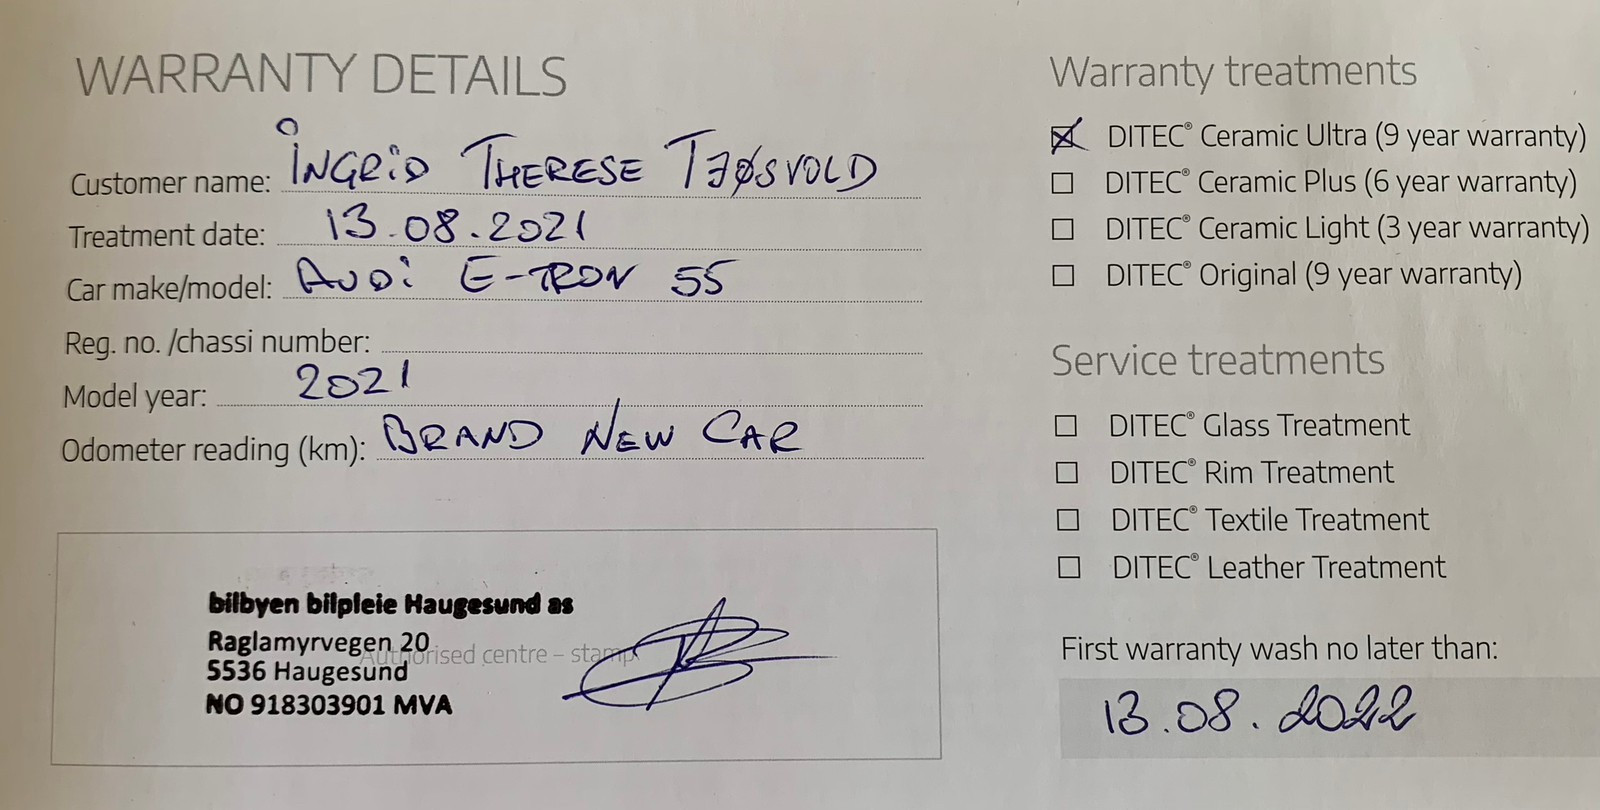 WARRANTY DETAILS
Customer name: INGRID THERESE TJØSVOLD
Treatment date: 13.08.2021
Car make/model: AUDI E-TRON 55
Reg. no. /chassi number:
Model year: 2021
Odometer reading (km): BRAND NEW CAR
bilbyen bilpleie Haugesund as
Raglamyrvegen 20
Authorised centre – stamp
5536 Haugesund
NO 918303901 MVA
Warranty treatments
DITEC® Ceramic Ultra (9 year warranty)
DITEC® Ceramic Plus (6 year warranty)
DITEC® Ceramic Light (3 year warranty)
DITEC® Original (9 year warranty)
Service treatments
DITEC® Glass Treatment
DITEC® Rim Treatment
DITEC® Textile Treatment
DITEC® Leather Treatment
First warranty wash no later than:
13.08.2022